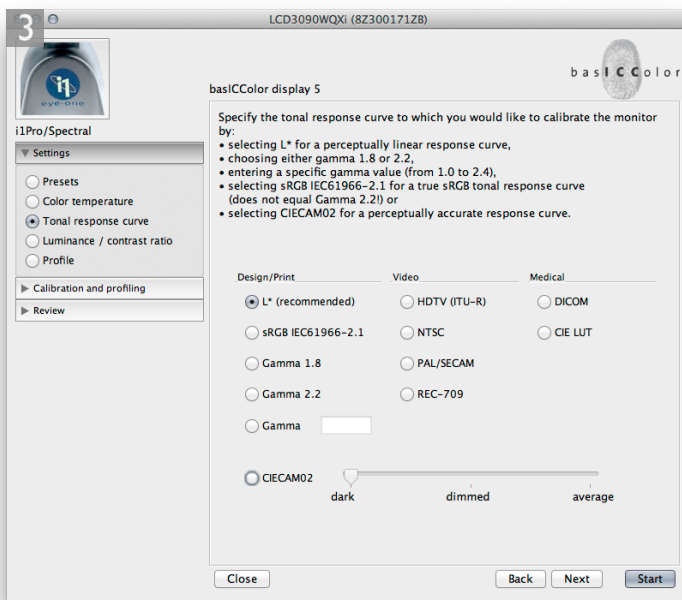 3
LCD3090WQXi (8Z300171ZB)
i1
eye-one
basICColor
basICColor display 5
i1Pro/Spectral
Settings
Presets
Color temperature
Tonal response curve
Luminance / contrast ratio
Profile
Calibration and profiling
Review
Specify the tonal response curve to which you would like to calibrate the monitor
by:
• selecting L* for a perceptually linear response curve,
• choosing either gamma 1.8 or 2.2,
• entering a specific gamma value (from 1.0 to 2.4),
• selecting sRGB IEC61966-2.1 for a true sRGB tonal response curve
(does not equal Gamma 2.2!) or
• selecting CIECAM02 for a perceptually accurate response curve.
Design/Print Video Medical
L* (recommended) HDTV (ITU-R) DICOM
sRGB IEC61966-2.1 NTSC CIE LUT
Gamma 1.8 PAL/SECAM
Gamma 2.2 REC-709
Gamma
CIECAM02
dark dimmed average
Close Back Next Start